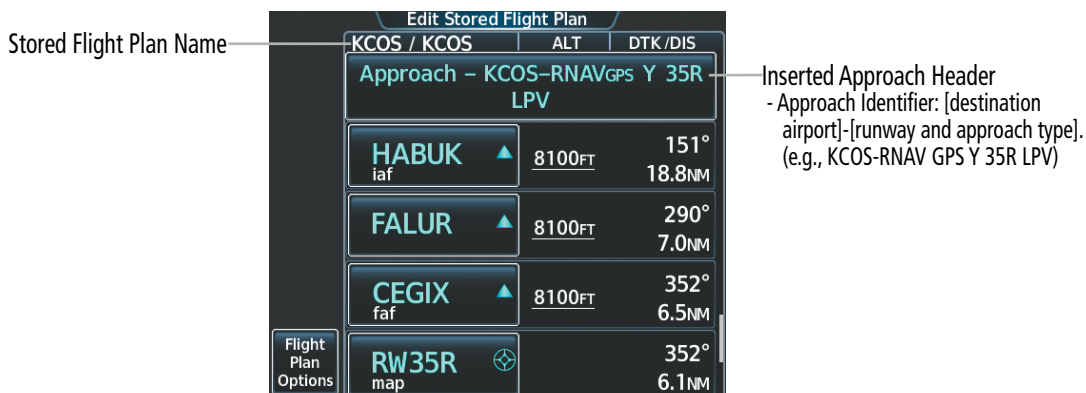 Edit Stored Flight Plan
Stored Flight Plan Name
KCOS / KCOS ALT DTK/DIS
Approach – KCOS–RNAVGPS Y 35R
LPV
Inserted Approach Header
- Approach Identifier: [destination
airport]-[runway and approach type].
(e.g., KCOS-RNAV GPS Y 35R LPV)
HABUK
iaf
8100FT
151°
18.8NM
FALUR
8100FT
290°
7.0NM
CEGIX
faf
8100FT
352°
6.5NM
Flight
Plan
Options
RW35R
map
352°
6.1NM